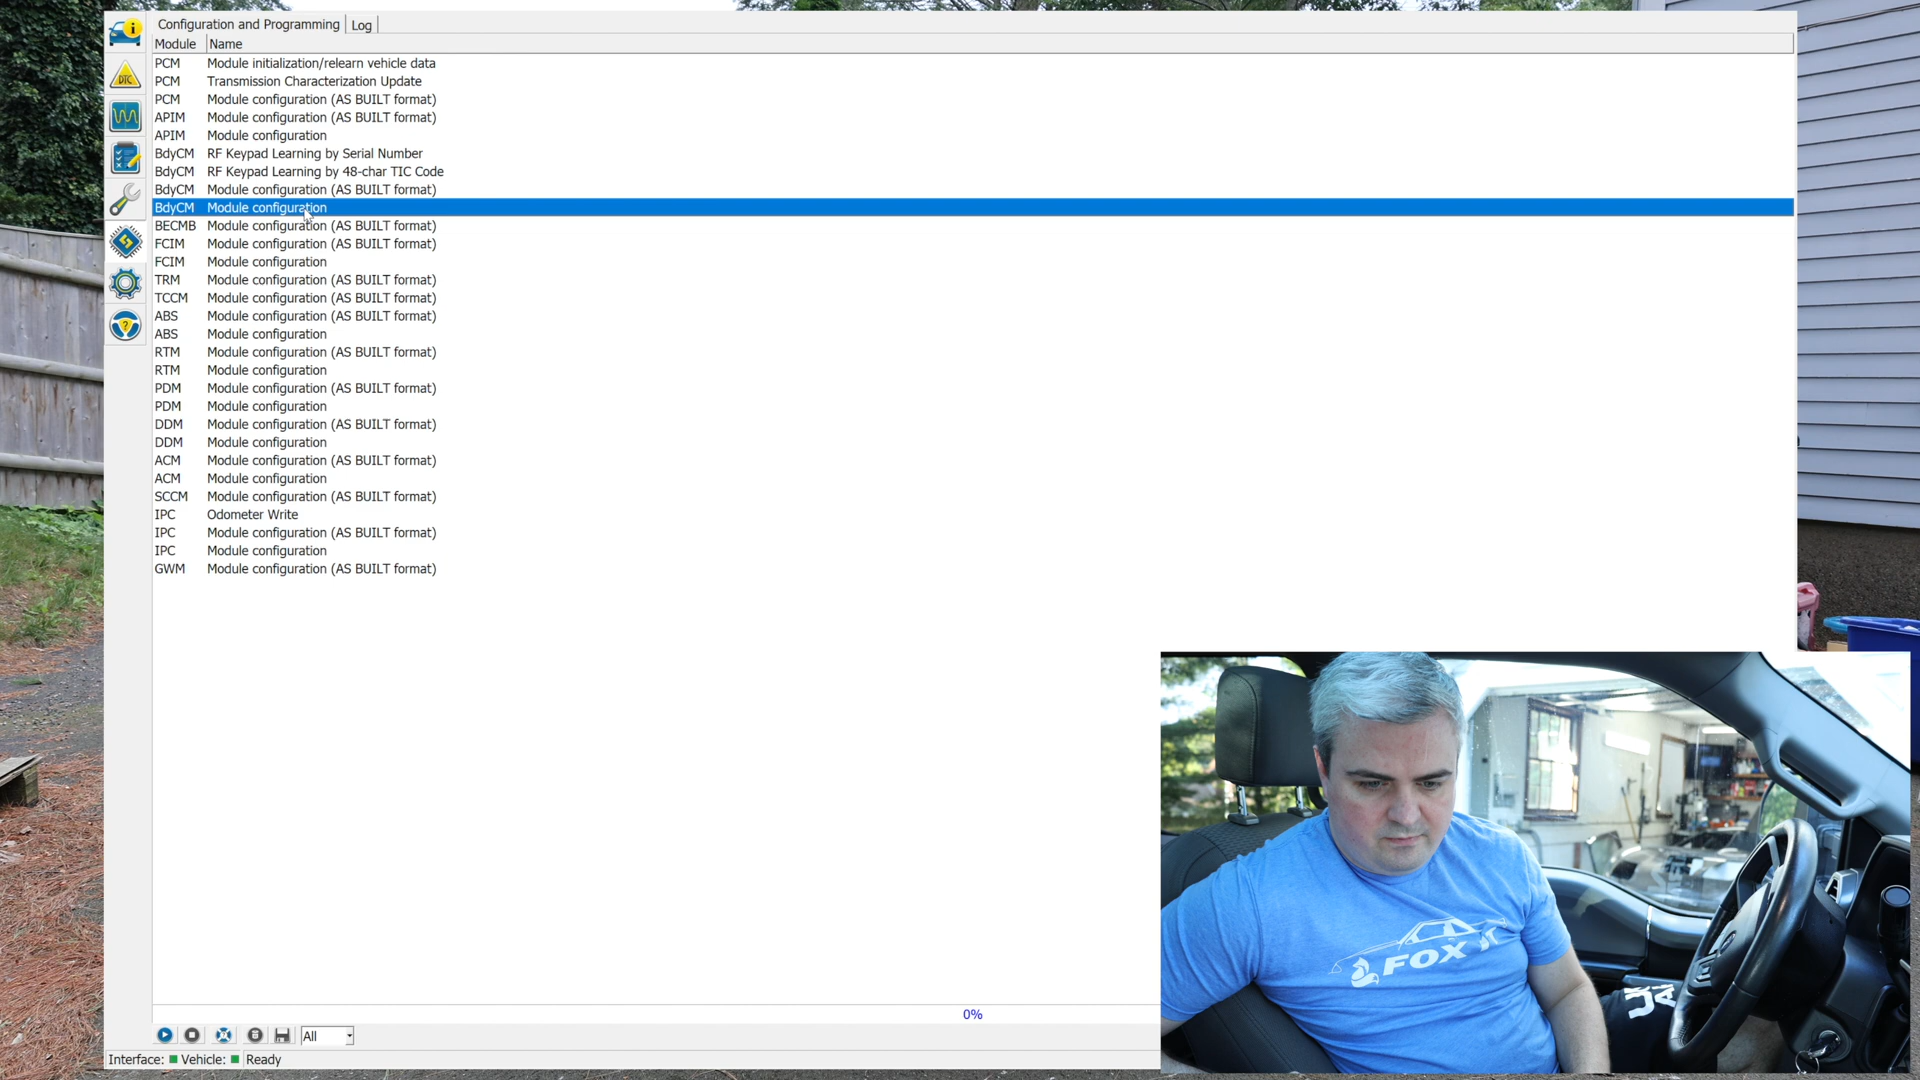 Configuration and Programming Log
Module Name
PCM Module initialization/relearn vehicle data
PCM Transmission Characterization Update
PCM Module configuration (AS BUILT format)
APIM Module configuration (AS BUILT format)
APIM Module configuration
BdyCM RF Keypad Learning by Serial Number
BdyCM RF Keypad Learning by 48-char TIC Code
BdyCM Module configuration (AS BUILT format)
BdyCM Module configuration
BECMB Module configuration (AS BUILT format)
FCIM Module configuration (AS BUILT format)
FCIM Module configuration
TRM Module configuration (AS BUILT format)
TCCM Module configuration (AS BUILT format)
ABS Module configuration (AS BUILT format)
ABS Module configuration
RTM Module configuration (AS BUILT format)
RTM Module configuration
PDM Module configuration (AS BUILT format)
PDM Module configuration
DDM Module configuration (AS BUILT format)
DDM Module configuration
ACM Module configuration (AS BUILT format)
ACM Module configuration
SCCM Module configuration (AS BUILT format)
IPC Odometer Write
IPC Module configuration (AS BUILT format)
IPC Module configuration
GWM Module configuration (AS BUILT format)
DTC
0%
All
Interface: Vehicle: Ready
FOX